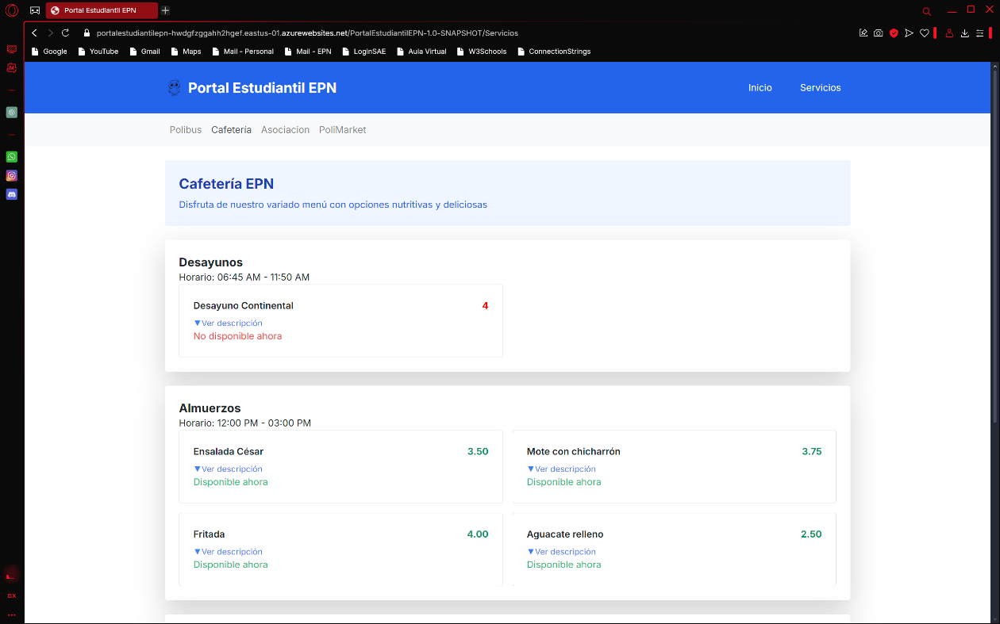 Portal Estudiantil EPN
portalestudiantilepn-hwdgfzggahh2hgef.eastus-01.azurewebsites.net/PortalEstudiantilEPN-1.0-SNAPSHOT/Servicios
Google YouTube Gmail Maps Mail - Personal Mail - EPN LoginSAE Aula Virtual W3Schools ConnectionStrings
Portal Estudiantil EPN Inicio Servicios
Polibus Cafetería Asociacion PoliMarket
Cafetería EPN
Disfruta de nuestro variado menú con opciones nutritivas y deliciosas
Desayunos
Horario: 06:45 AM - 11:50 AM
Desayuno Continental 4
▼Ver descripción
No disponible ahora
Almuerzos
Horario: 12:00 PM - 03:00 PM
Ensalada César 3.50
▼Ver descripción
Disponible ahora
Mote con chicharrón 3.75
▼Ver descripción
Disponible ahora
Fritada 4.00
▼Ver descripción
Disponible ahora
Aguacate relleno 2.50
▼Ver descripción
Disponible ahora
GX